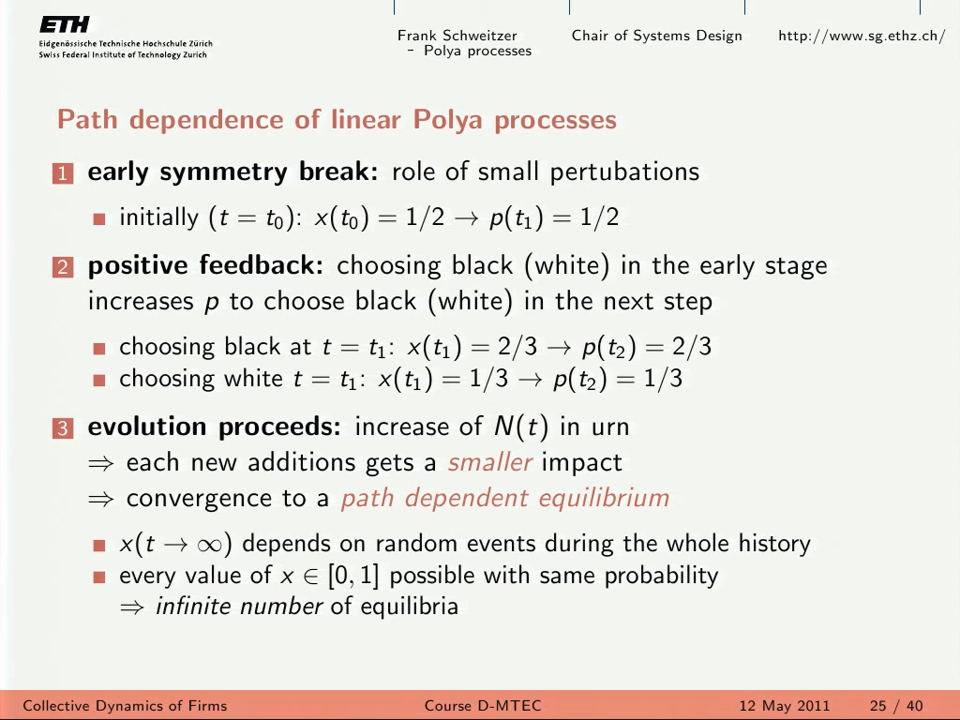 ETH
Eidgenössische Technische Hochschule Zürich
Swiss Federal Institute of Technology Zurich
Frank Schweitzer
- Polya processes
Chair of Systems Design
http://www.sg.ethz.ch/
Path dependence of linear Polya processes
1 early symmetry break: role of small pertubations
■ initially (t = t₀): x(t₀) = 1/2 → p(t₁) = 1/2
2 positive feedback: choosing black (white) in the early stage
increases p to choose black (white) in the next step
■ choosing black at t = t₁: x(t₁) = 2/3 → p(t₂) = 2/3
■ choosing white t = t₁: x(t₁) = 1/3 → p(t₂) = 1/3
3 evolution proceeds: increase of N(t) in urn
⇒ each new additions gets a smaller impact
⇒ convergence to a path dependent equilibrium
■ x(t → ∞) depends on random events during the whole history
■ every value of x ∈ [0, 1] possible with same probability
⇒ infinite number of equilibria
Collective Dynamics of Firms
Course D-MTEC
12 May 2011
25 / 40